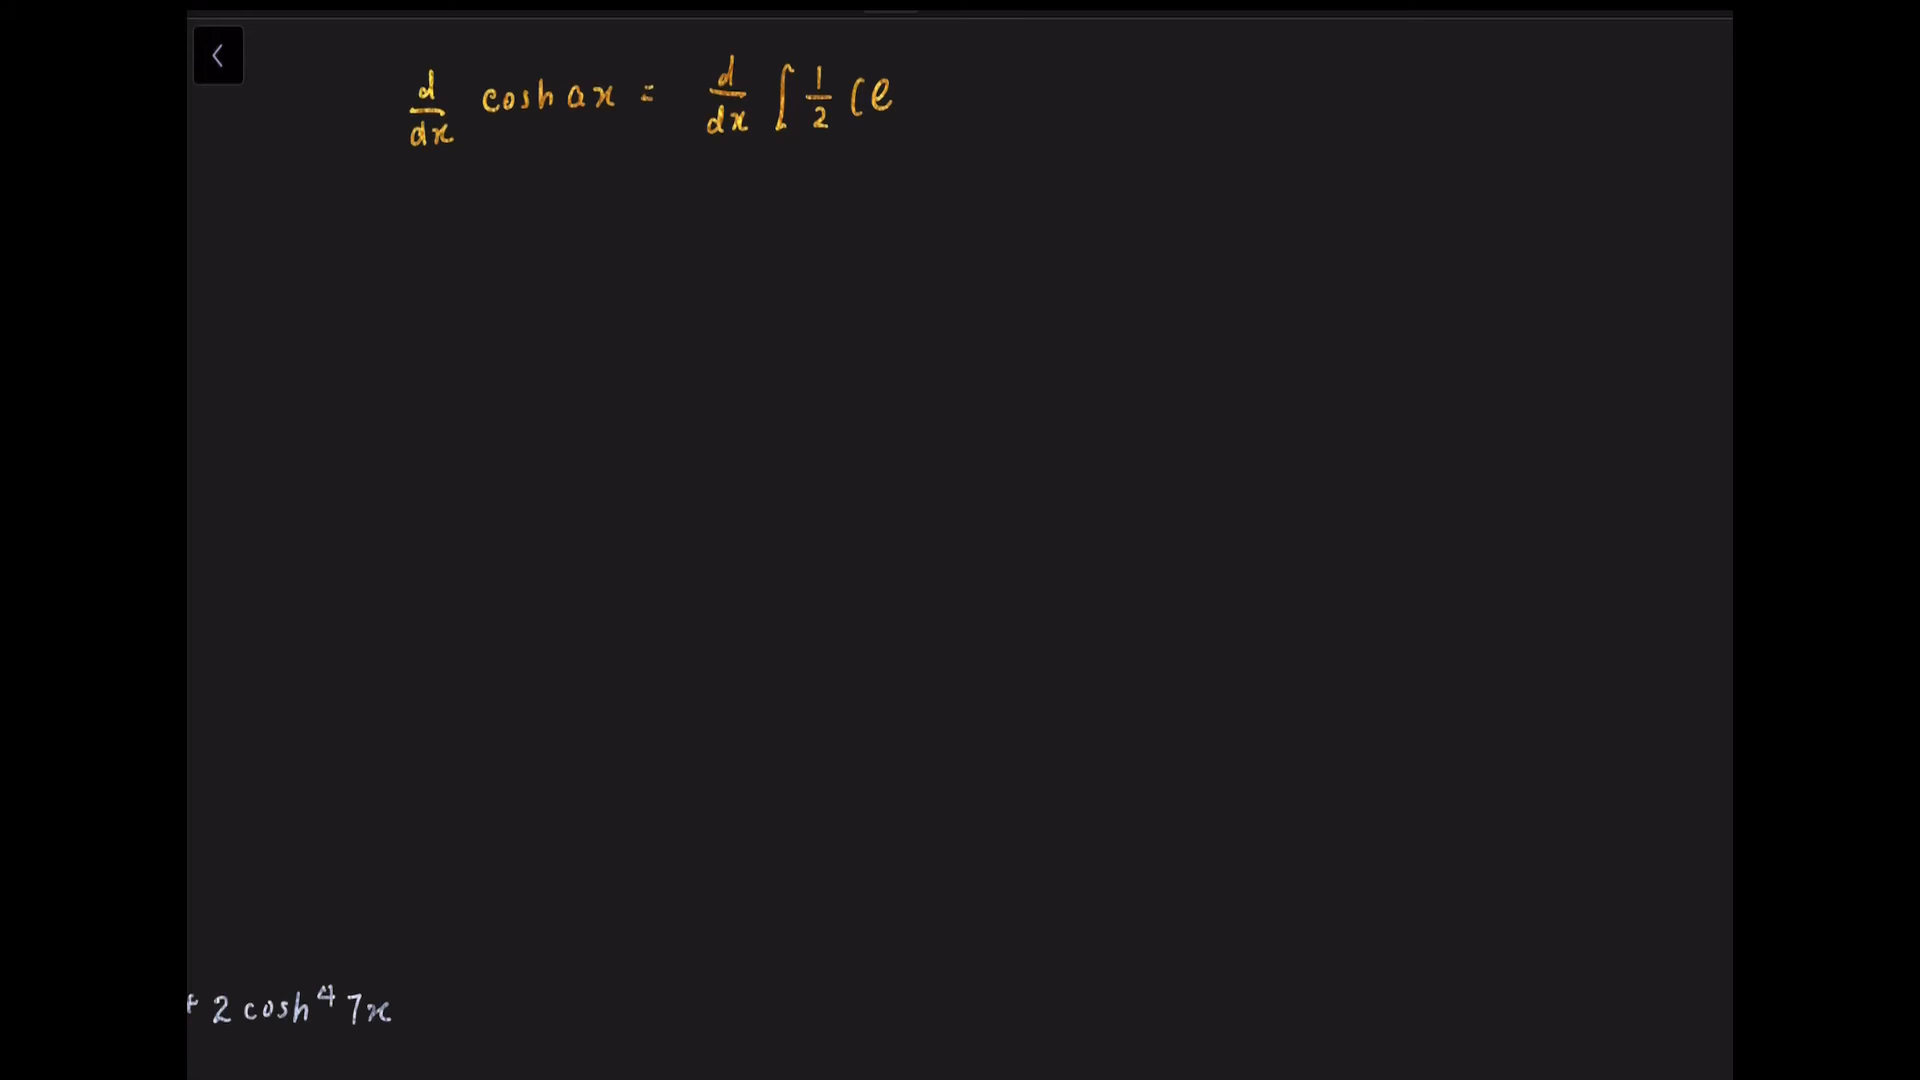 d/dx cosh ax = d/dx [ 1/2 (e
+ 2 cosh⁴ 7x